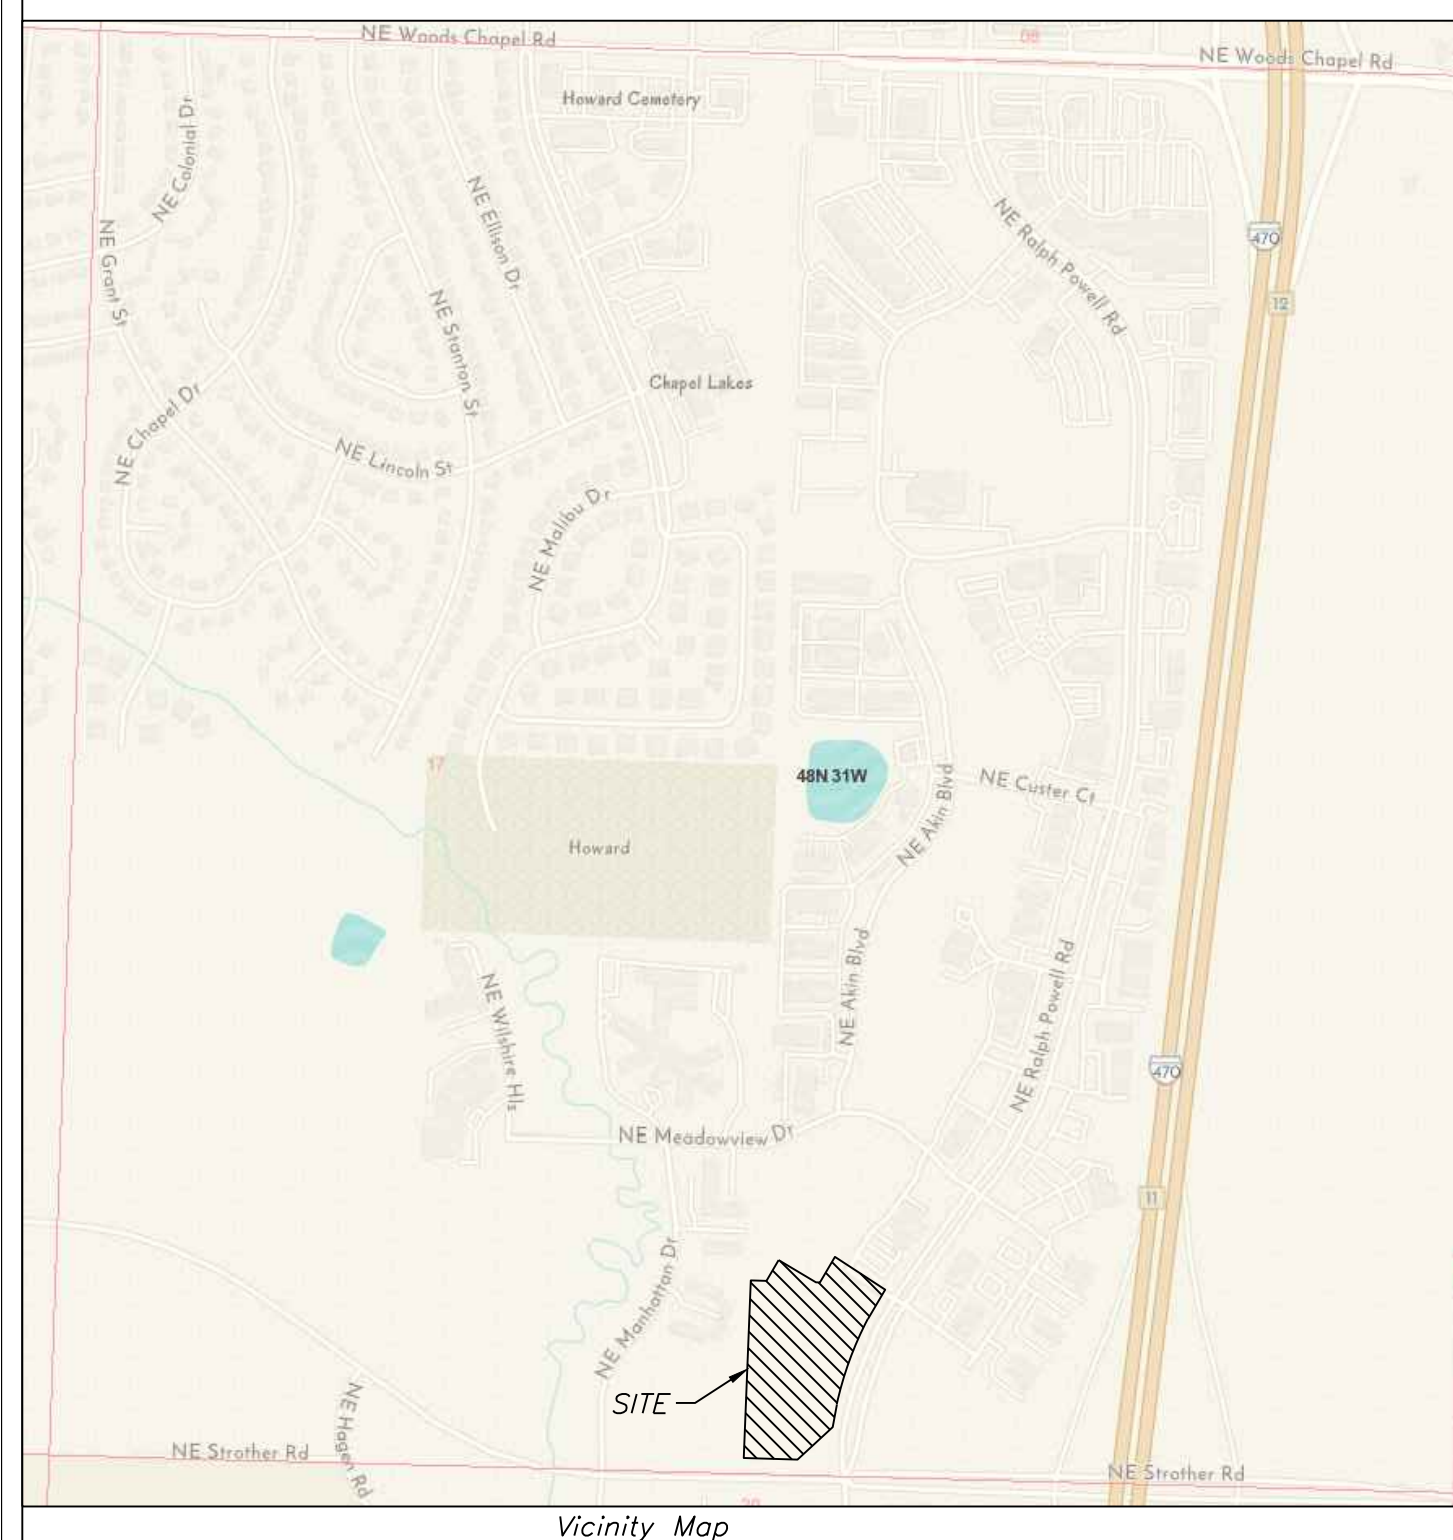 NE Woods Chapel Rd
08
NE Woods Chapel Rd
Howard Cemetery
NE Colonial Dr
NE Ellison Dr
NE Ralph Powell Rd
NE Grant St
470
12
NE Stanton St
Chapel Lakes
NE Chapel Dr
NE Lincoln St
NE Malibu Dr
17
48N 31W
NE Custer Ct
NE Akin Blvd
Howard
NE Akin Blvd
NE Ralph Powell Rd
NE Wilshire Hls
470
NE Meadowview Dr
11
NE Manhattan Dr
SITE
NE Hagen Rd
NE Strother Rd
NE Strother Rd
20
Vicinity Map